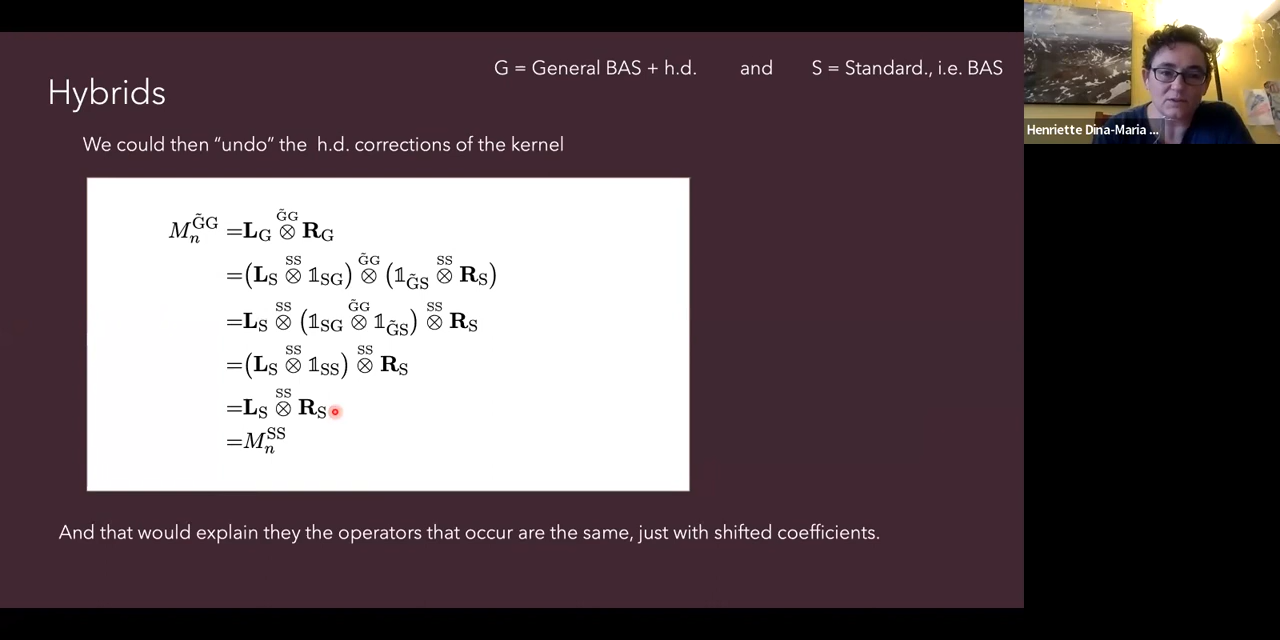 G = General BAS + h.d. and S = Standard., i.e. BAS
Hybrids
Henriette Dina-Maria ...
We could then “undo” the h.d. corrections of the kernel
Mₙ^{G̃G} = L_G ⊗^{G̃G} R_G
= (L_S ⊗^{SS} 𝟙_{SG}) ⊗^{G̃G} (𝟙_{G̃S} ⊗^{SS} R_S)
= L_S ⊗^{SS} (𝟙_{SG} ⊗^{G̃G} 𝟙_{G̃S}) ⊗^{SS} R_S
= (L_S ⊗^{SS} 𝟙_{SS}) ⊗^{SS} R_S
= L_S ⊗^{SS} R_S
= Mₙ^{SS}
And that would explain they the operators that occur are the same, just with shifted coefficients.